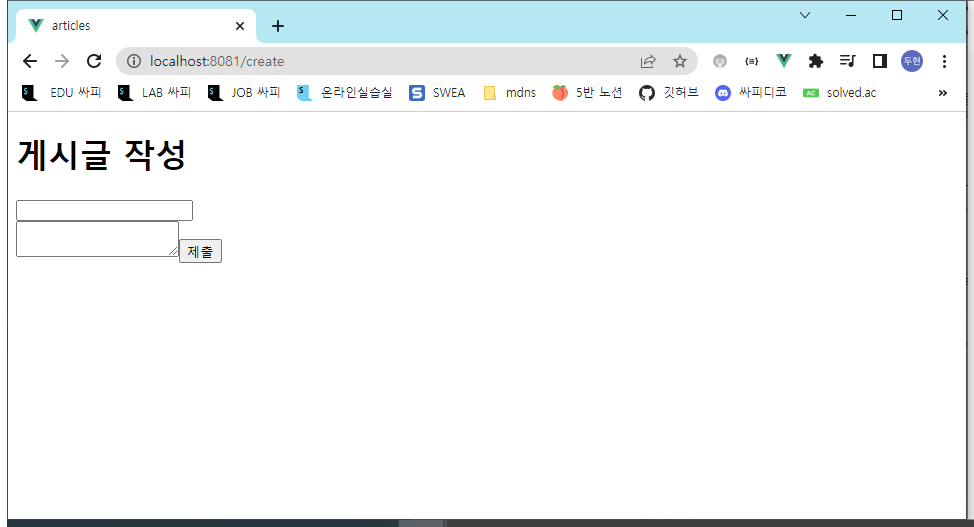 articles
localhost:8081/create
두현
EDU 싸피 LAB 싸피 JOB 싸피 온라인실습실 SWEA mdns 5반 노션 깃허브 싸피디코 solved.ac
게시글 작성
제출